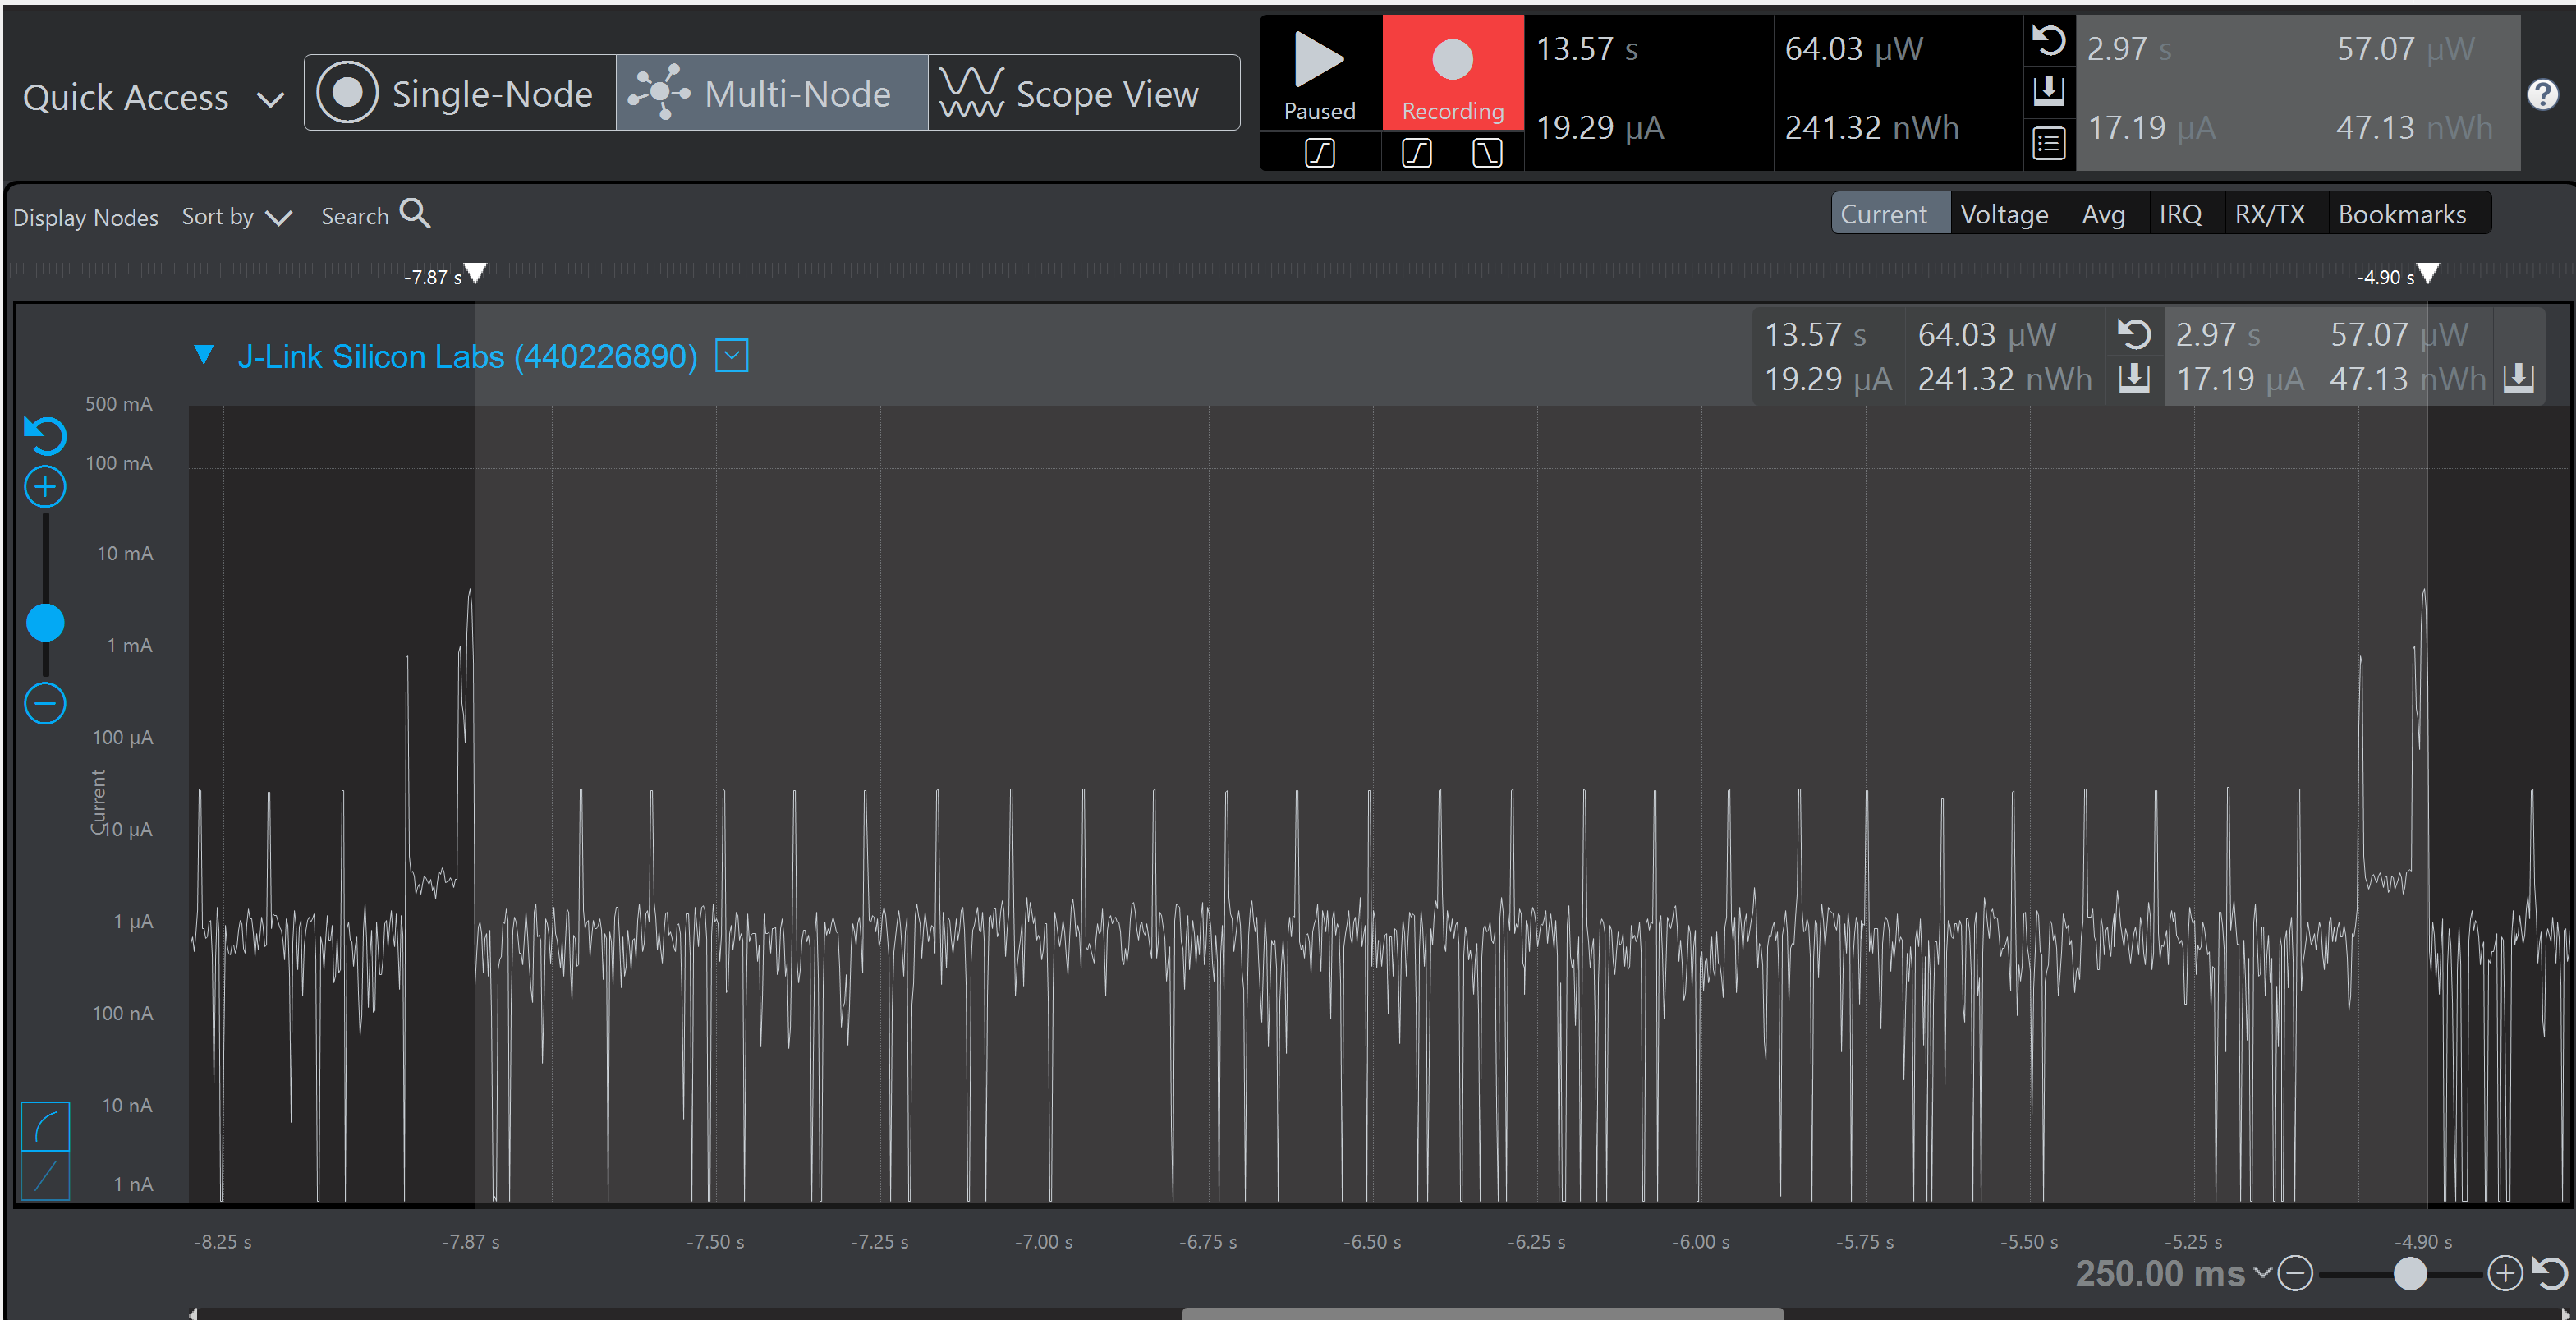 Quick Access
Single-Node
Multi-Node
Scope View
Paused
Recording
13.57 s
64.03 µW
19.29 µA
241.32 nWh
2.97 s
57.07 µW
17.19 µA
47.13 nWh
?
Display Nodes
Sort by
Search
Current
Voltage
Avg
IRQ
RX/TX
Bookmarks
-7.87 s
-4.90 s
J-Link Silicon Labs (440226890)
13.57 s
64.03 µW
2.97 s
57.07 µW
19.29 µA
241.32 nWh
17.19 µA
47.13 nWh
500 mA
100 mA
10 mA
1 mA
100 µA
Current
10 µA
1 µA
100 nA
10 nA
1 nA
-8.25 s
-7.87 s
-7.50 s
-7.25 s
-7.00 s
-6.75 s
-6.50 s
-6.25 s
-6.00 s
-5.75 s
-5.50 s
-5.25 s
-4.90 s
250.00 ms